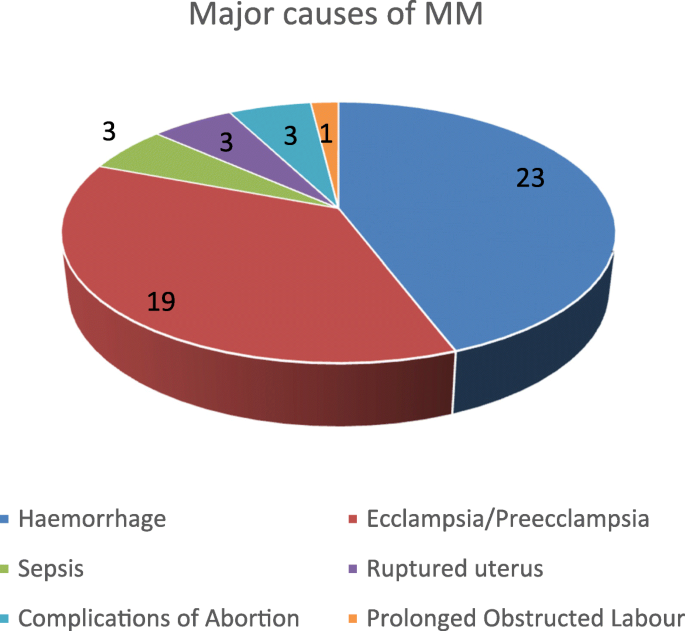 Major causes of MM
3
3
3
1
23
19
Haemorrhage
Ecclampsia/Preecclampsia
Sepsis
Ruptured uterus
Complications of Abortion
Prolonged Obstructed Labour